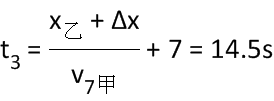 t₃ = (x乙 + Δx) / v₇甲 + 7 = 14.5s